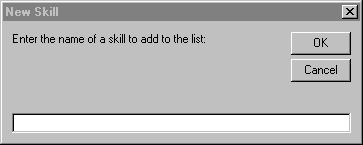 New Skill
Enter the name of a skill to add to the list:
OK
Cancel